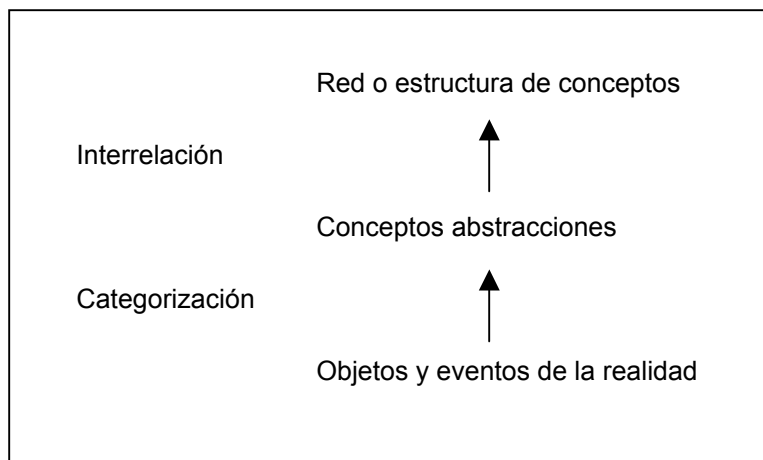 Red o estructura de conceptos
Interrelación
Conceptos abstracciones
Categorización
Objetos y eventos de la realidad